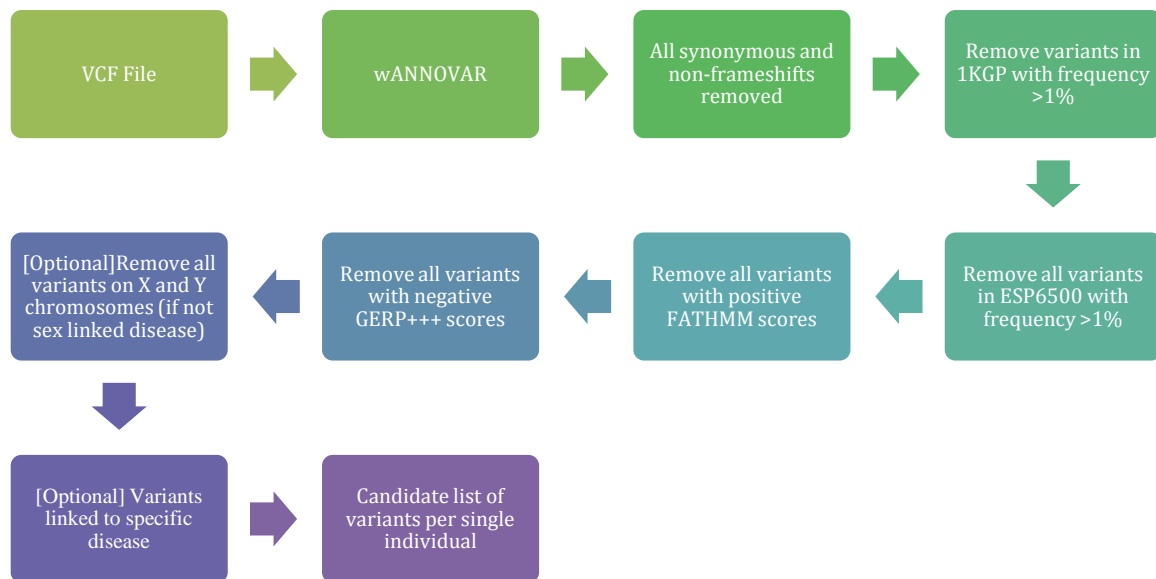 VCF File
wANNOVAR
All synonymous and
non-frameshifts
removed
Remove variants in
1KGP with frequency
>1%
Remove all variants
in ESP6500 with
frequency >1%
Remove all variants
with positive
FATHMM scores
Remove all variants
with negative
GERP+++ scores
[Optional]Remove all
variants on X and Y
chromosomes (if not
sex linked disease)
[Optional] Variants
linked to specific
disease
Candidate list of
variants per single
individual